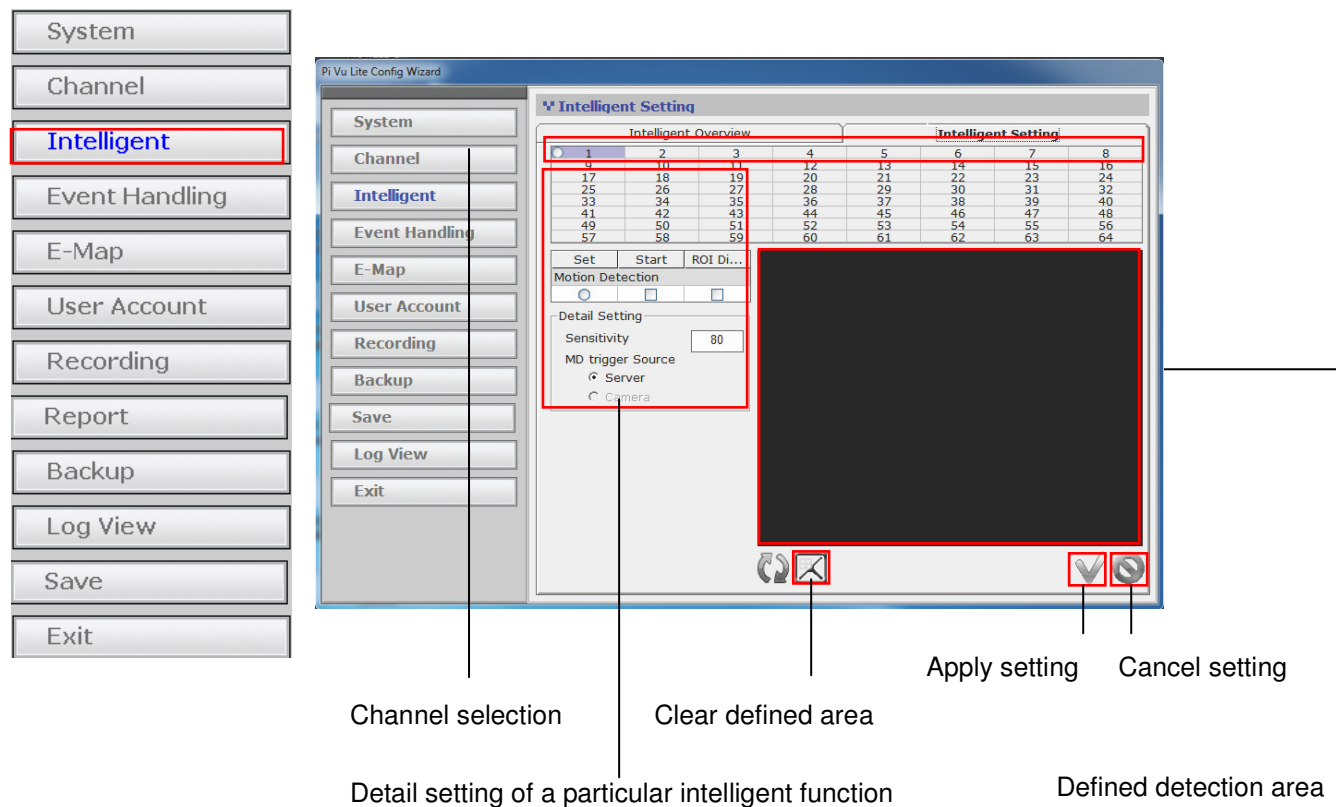 System
Channel
Intelligent
Event Handling
E-Map
User Account
Recording
Report
Backup
Log View
Save
Exit
Pi Vu Lite Config Wizard
System
Channel
Intelligent
Event Handling
E-Map
User Account
Recording
Backup
Save
Log View
Exit
Intelligent Setting
Intelligent Overview Intelligent Setting
1 2 3 4 5 6 7 8
9 10 11 12 13 14 15 16
17 18 19 20 21 22 23 24
25 26 27 28 29 30 31 32
33 34 35 36 37 38 39 40
41 42 43 44 45 46 47 48
49 50 51 52 53 54 55 56
57 58 59 60 61 62 63 64
Set Start ROI Di...
Motion Detection
Detail Setting
Sensitivity 80
MD trigger Source
Server
Camera
Apply setting Cancel setting
Channel selection Clear defined area
Detail setting of a particular intelligent function Defined detection area